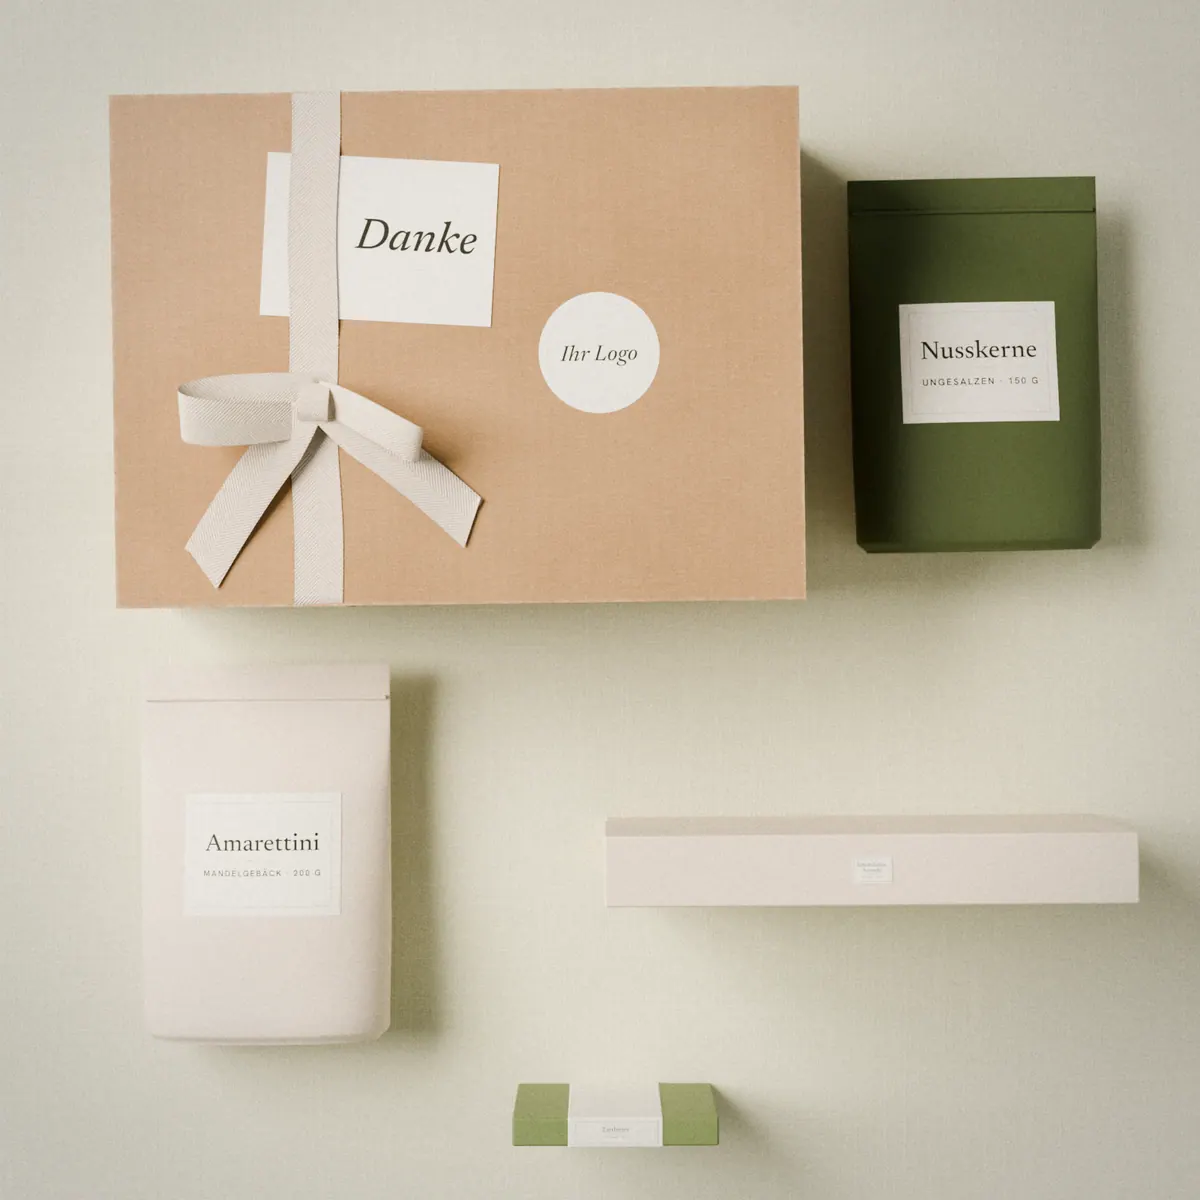 Danke
Ihr Logo
Nusskerne
UNGESALZEN · 150 G
Amarettini
MANDELGEBÄCK · 200 G